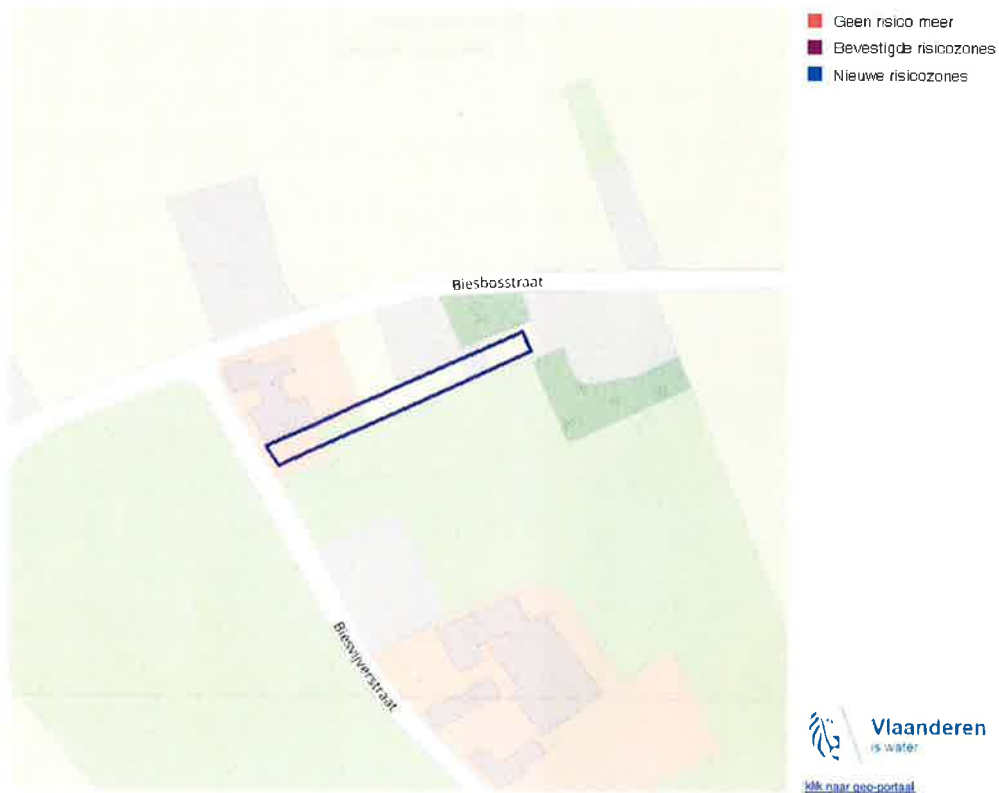 Geen risico meer
Bevestigde risicozones
Nieuwe risicozones
Biesbosstraat
Biesvijverstraat
Vlaanderen
is water
klik naar geo-portaal